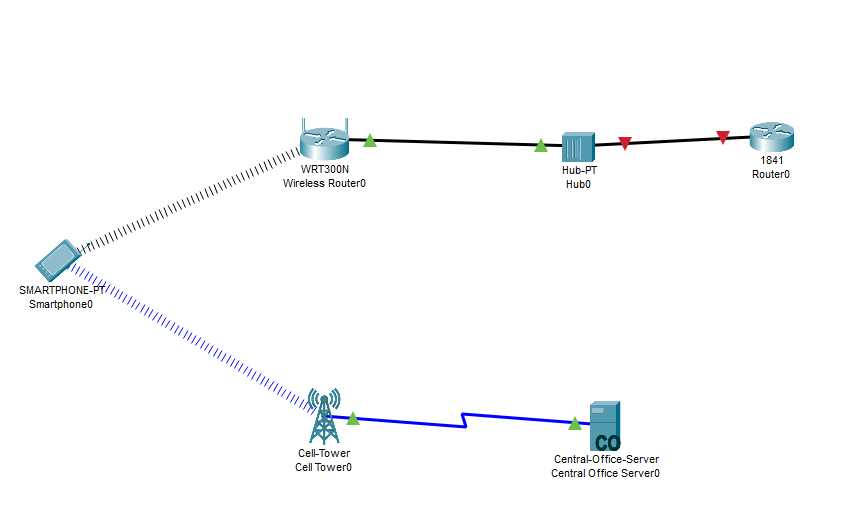 WRT300N
Wireless Router0
Hub-PT
Hub0
1841
Router0
SMARTPHONE-PT
Smartphone0
Cell-Tower
Cell Tower0
CO
Central-Office-Server
Central Office Server0